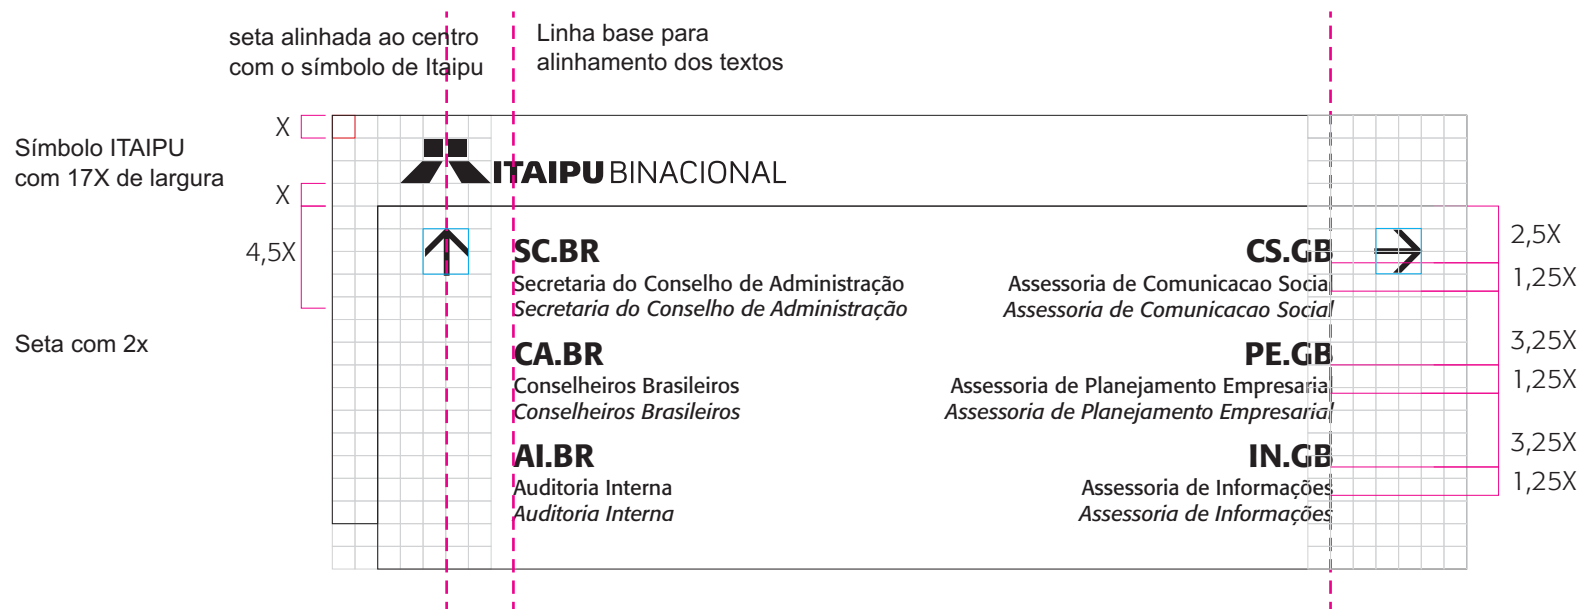 seta alinhada ao centro
com o símbolo de Itaipu
Linha base para
alinhamento dos textos
Símbolo ITAIPU
com 17X de largura
X
X
4,5X
Seta com 2x
ITAIPU BINACIONAL
SC.BR
Secretaria do Conselho de Administração
Secretaria do Conselho de Administração
CA.BR
Conselheiros Brasileiros
Conselheiros Brasileiros
AI.BR
Auditoria Interna
Auditoria Interna
CS.GB
Assessoria de Comunicacao Social
Assessoria de Comunicacao Social
PE.GB
Assessoria de Planejamento Empresarial
Assessoria de Planejamento Empresarial
IN.GB
Assessoria de Informações
Assessoria de Informações
2,5X
1,25X
3,25X
1,25X
3,25X
1,25X